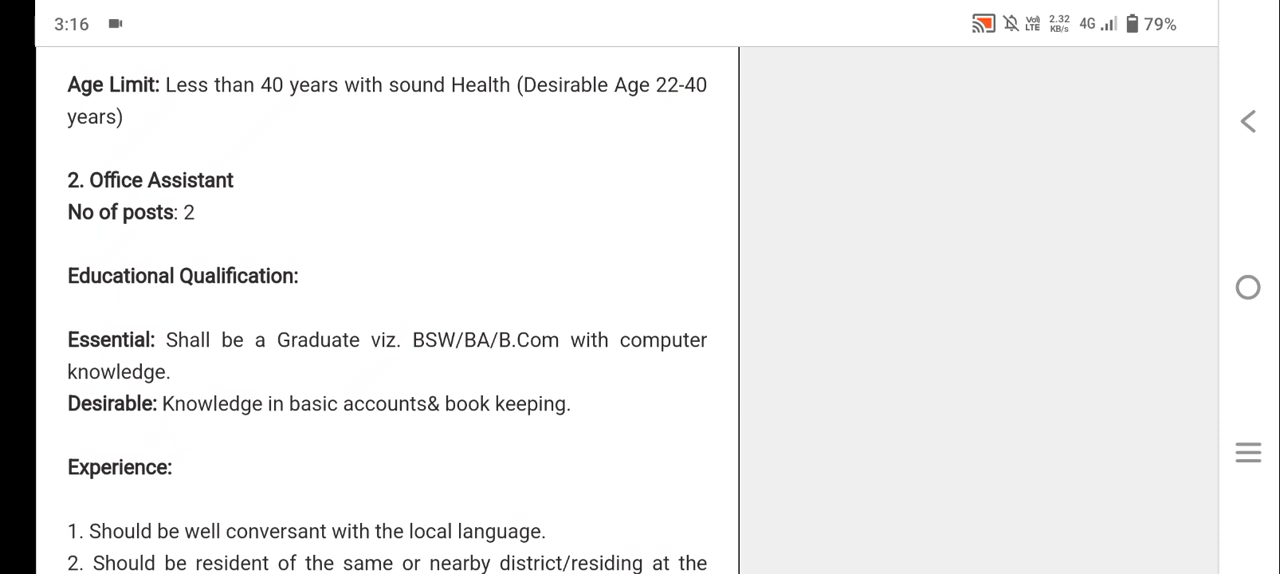 3:16
Vo) LTE 2.32 KB/s 4G 79%
Age Limit: Less than 40 years with sound Health (Desirable Age 22-40
years)
2. Office Assistant
No of posts: 2
Educational Qualification:
Essential: Shall be a Graduate viz. BSW/BA/B.Com with computer
knowledge.
Desirable: Knowledge in basic accounts& book keeping.
Experience:
1. Should be well conversant with the local language.
2. Should be resident of the same or nearby district/residing at the